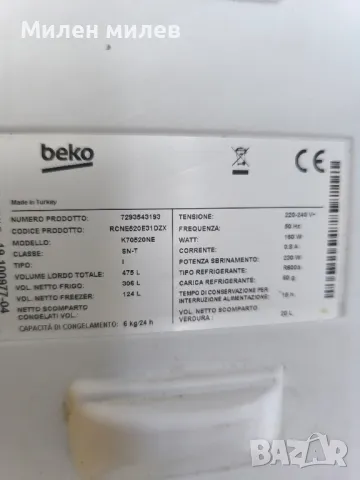 Милен милев
beko
CE
Made in Turkey
NUMERO PRODOTTO: 7293543193
CODICE PRODOTTO: RCNE520E31DZX
MODELLO: K70520NE
CLASSE: SN-T
TIPO: I
VOLUME LORDO TOTALE: 475 L
VOL NETTO FRIGO: 306 L
VOL NETTO FREEZER: 124 L
NETTO SCOMPARTO
CONGELATI VOL.
CAPACITÀ DI CONGELAMENTO: 6 kg/24 h
TENSIONE: 220-240 V~
FREQUENZA: 50 Hz
WATT: 160 W
CORRENTE:
POTENZA SBRINAMENTO:
TIPO REFRIGERANTE: R600a
CARICA REFRIGERANTE:
TEMPO DI CONSERVAZIONE PER
INTERRUZIONE ALIMENTAZIONE:
VOL. NETTO SCOMPARTO
VERDURA :
bazar
.bg